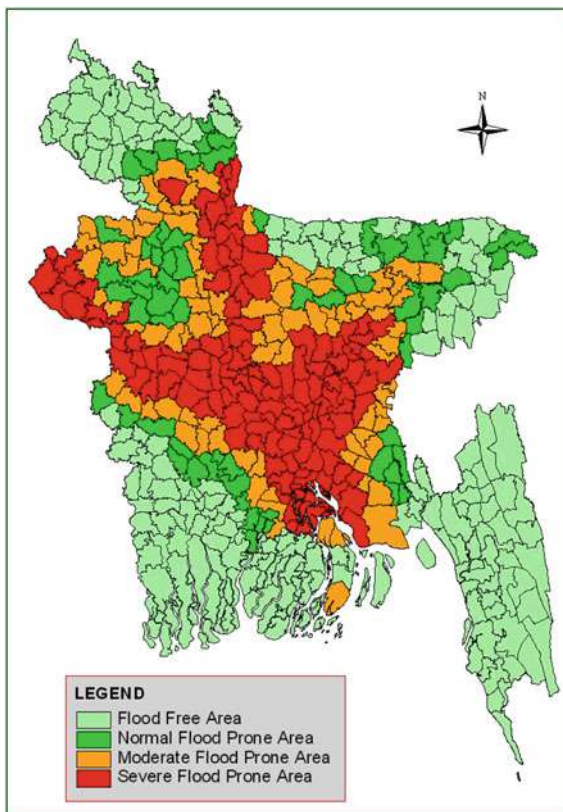 N
LEGEND
Flood Free Area
Normal Flood Prone Area
Moderate Flood Prone Area
Severe Flood Prone Area